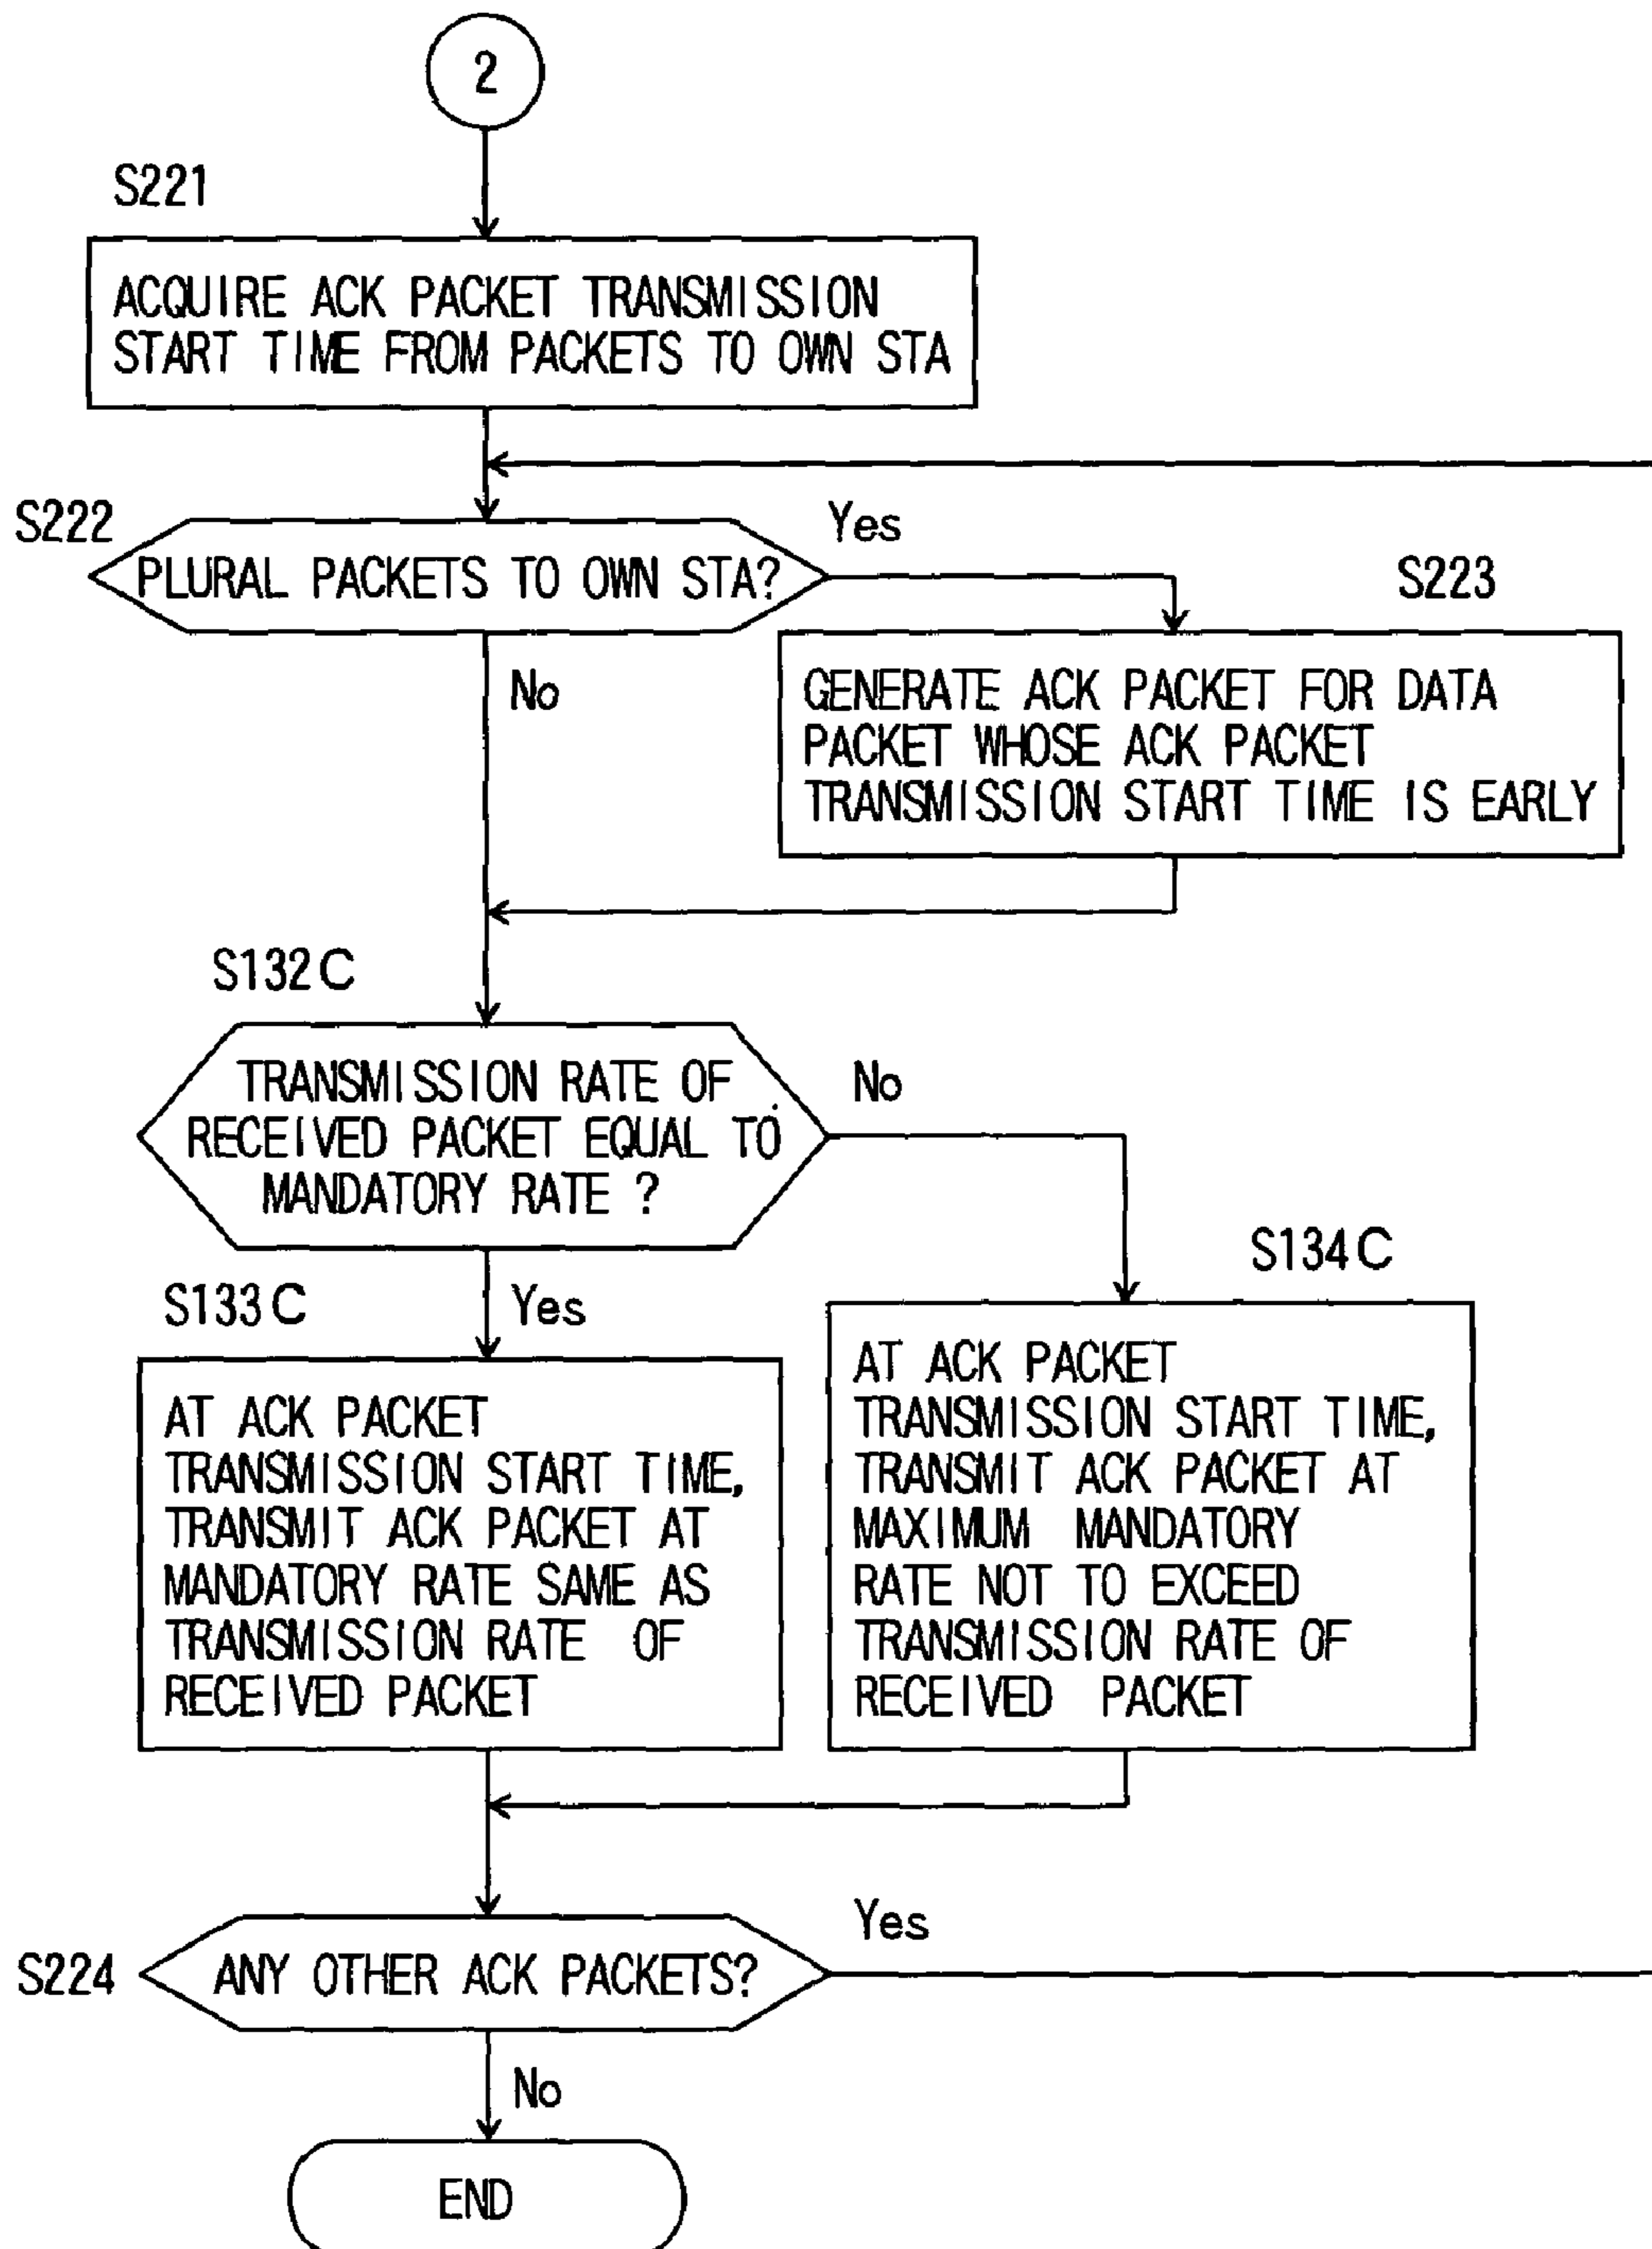 2
S221
ACQUIRE ACK PACKET TRANSMISSION
START TIME FROM PACKETS TO OWN STA
S222
PLURAL PACKETS TO OWN STA?
Yes
No
S223
GENERATE ACK PACKET FOR DATA
PACKET WHOSE ACK PACKET
TRANSMISSION START TIME IS EARLY
S132C
TRANSMISSION RATE OF
RECEIVED PACKET EQUAL TO
MANDATORY RATE ?
No
Yes
S133C
AT ACK PACKET
TRANSMISSION START TIME,
TRANSMIT ACK PACKET AT
MANDATORY RATE SAME AS
TRANSMISSION RATE OF
RECEIVED PACKET
S134C
AT ACK PACKET
TRANSMISSION START TIME,
TRANSMIT ACK PACKET AT
MAXIMUM MANDATORY
RATE NOT TO EXCEED
TRANSMISSION RATE OF
RECEIVED PACKET
S224
ANY OTHER ACK PACKETS?
Yes
No
END